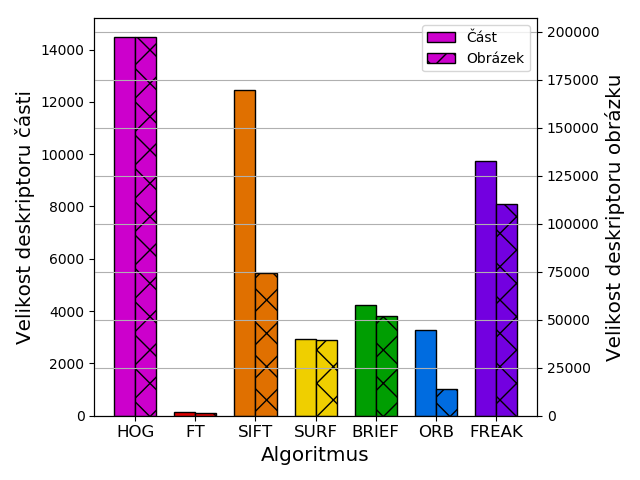 Část
Obrázek
Velikost deskriptoru části
14000
12000
10000
8000
6000
4000
2000
0
200000
175000
150000
125000
100000
75000
50000
25000
0
Velikost deskriptoru obrázku
HOG FT SIFT SURF BRIEF ORB FREAK
Algoritmus